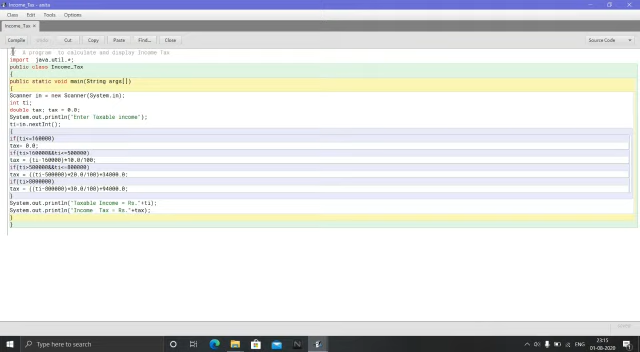 Income_Tax - anita
Class Edit Tools Options
Income_Tax ×
Compile Undo Cut Copy Paste Find... Close Source Code
A program to calculate and display Income Tax
import java.util.*;
public class Income_Tax
{
public static void main(String args[])
{
Scanner in = new Scanner(System.in);
int ti;
double tax; tax = 0.0;
System.out.println("Enter Taxable income");
ti=in.nextInt();
{
if(ti<=160000)
tax= 0.0;
if(ti>160000&&ti<=500000)
tax = (ti-160000)*10.0/100;
if(ti>500000&&ti<=800000)
tax = ((ti-500000)*20.0/100)+34000.0;
if(ti>8000000)
tax = ((ti-800000)*30.0/100)+94000.0;
}
System.out.println("Taxable Income = Rs."+ti);
System.out.println("Income Tax = Rs."+tax);
}
}
Type here to search
ENG
23:15
01-08-2020